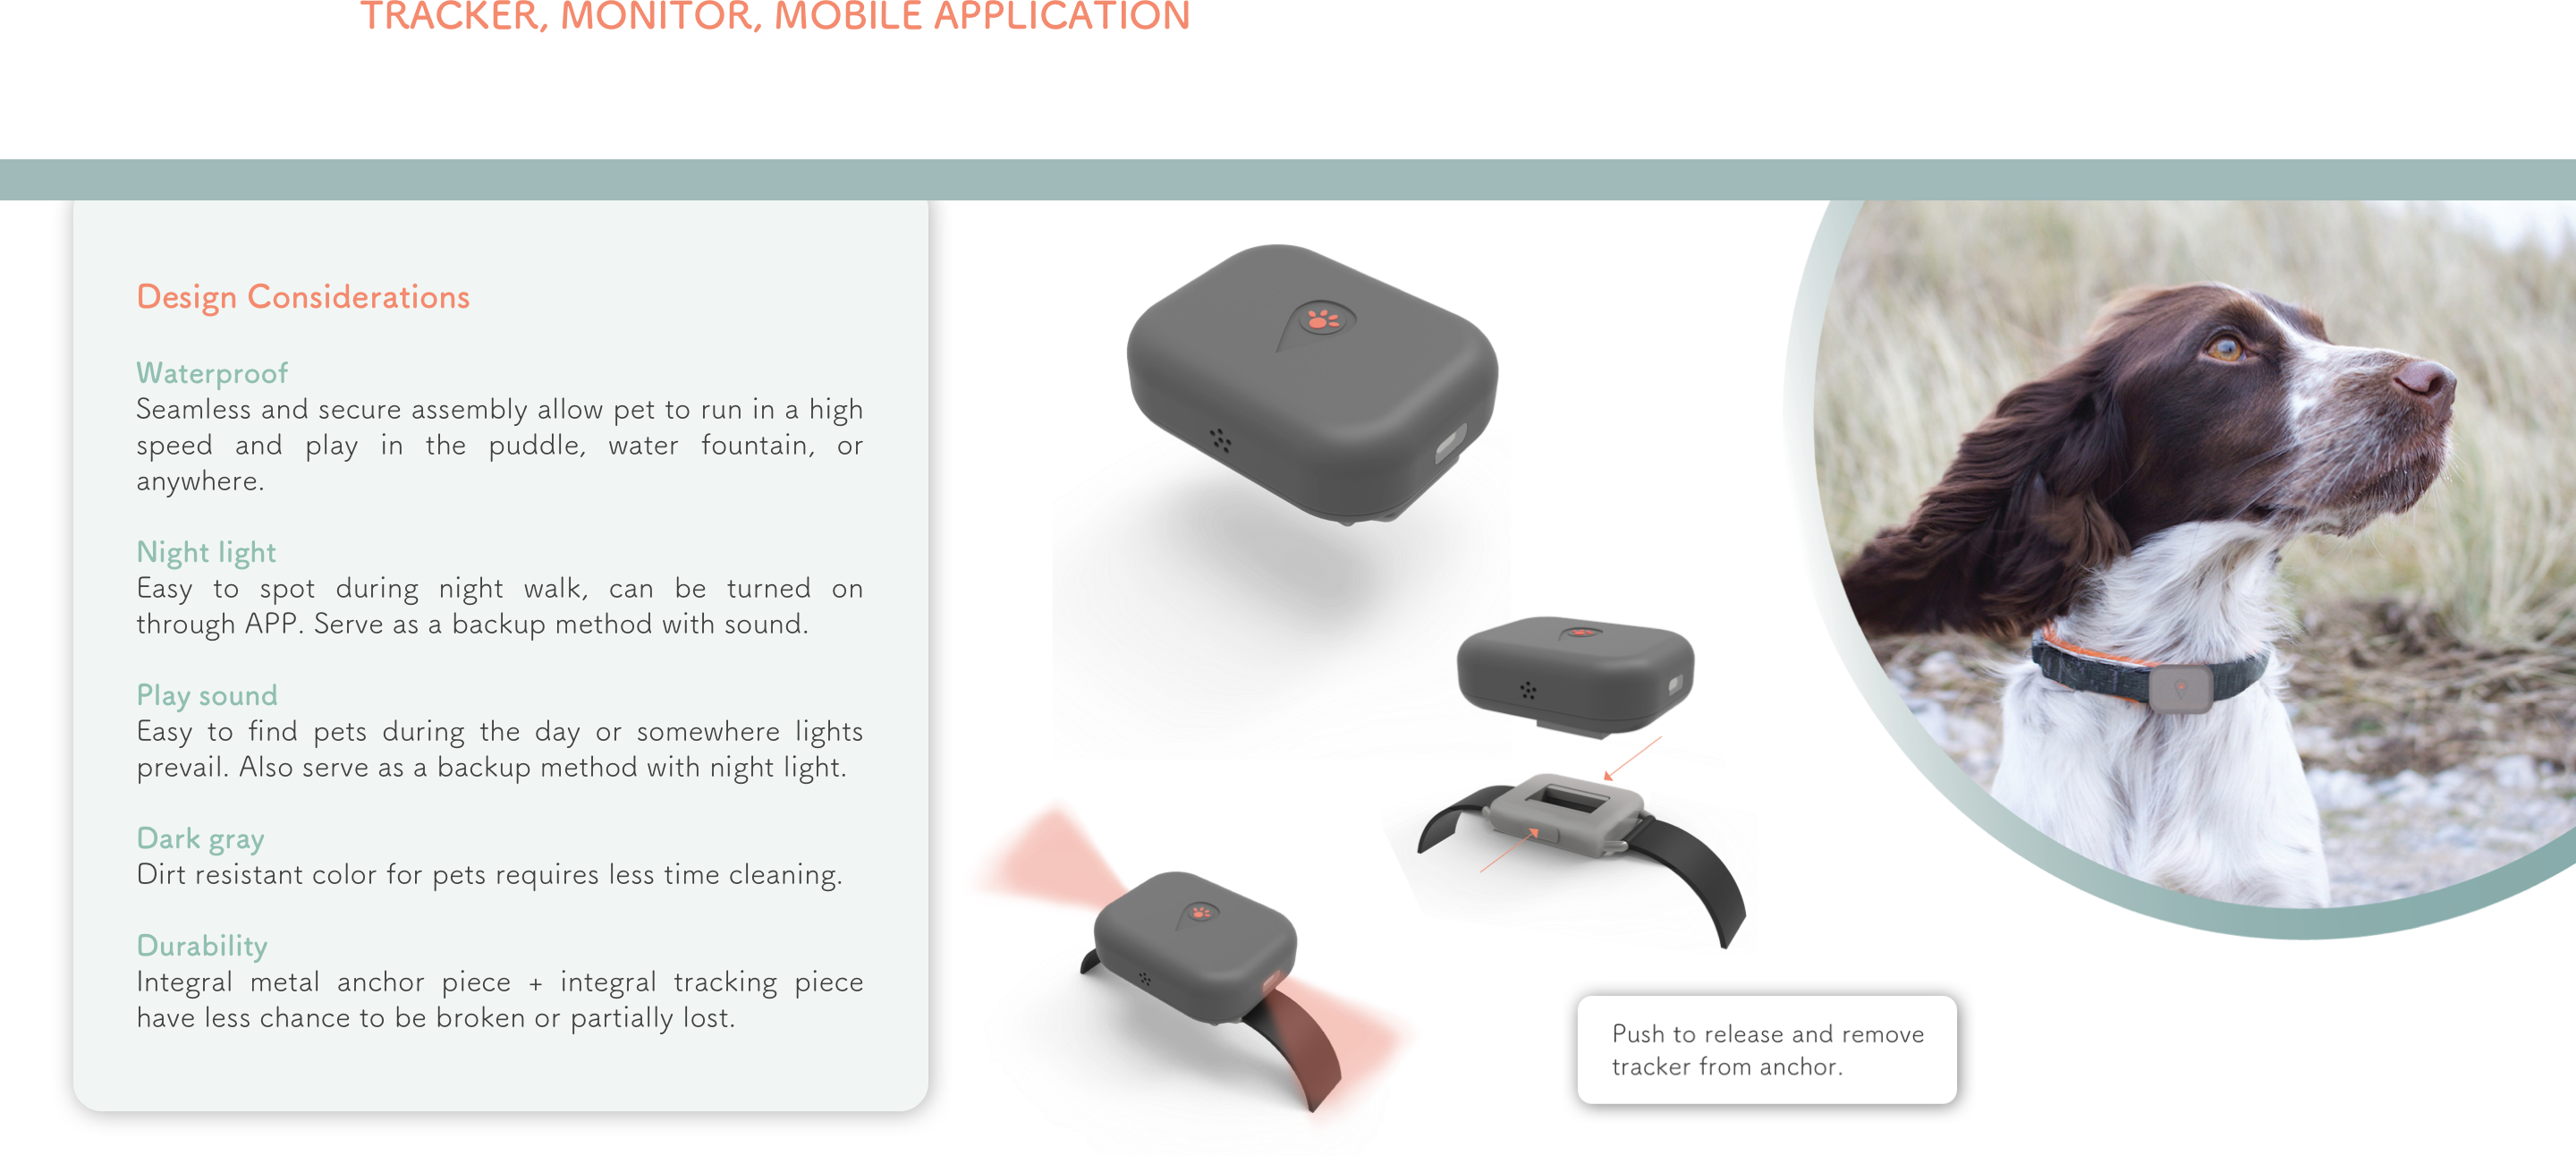 TRACKER, MONITOR, MOBILE APPLICATION
Design Considerations
Waterproof
Seamless and secure assembly allow pet to run in a high
speed and play in the puddle, water fountain, or
anywhere.
Night light
Easy to spot during night walk, can be turned on
through APP. Serve as a backup method with sound.
Play sound
Easy to find pets during the day or somewhere lights
prevail. Also serve as a backup method with night light.
Dark gray
Dirt resistant color for pets requires less time cleaning.
Durability
Integral metal anchor piece + integral tracking piece
have less chance to be broken or partially lost.
Push to release and remove
tracker from anchor.